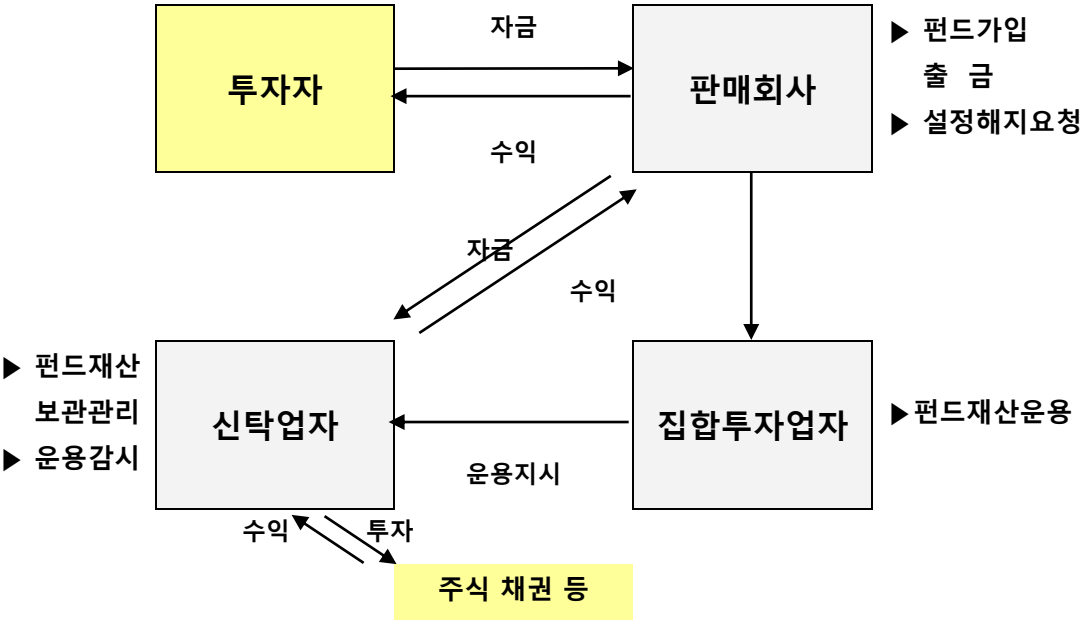 자금
투자자
판매회사
▶ 펀드가입
출 금
▶ 설정해지요청
수익
자금
수익
▶ 펀드재산
보관관리
▶ 운용감시
신탁업자
집합투자업자
▶펀드재산운용
운용지시
수익
투자
주식 채권 등